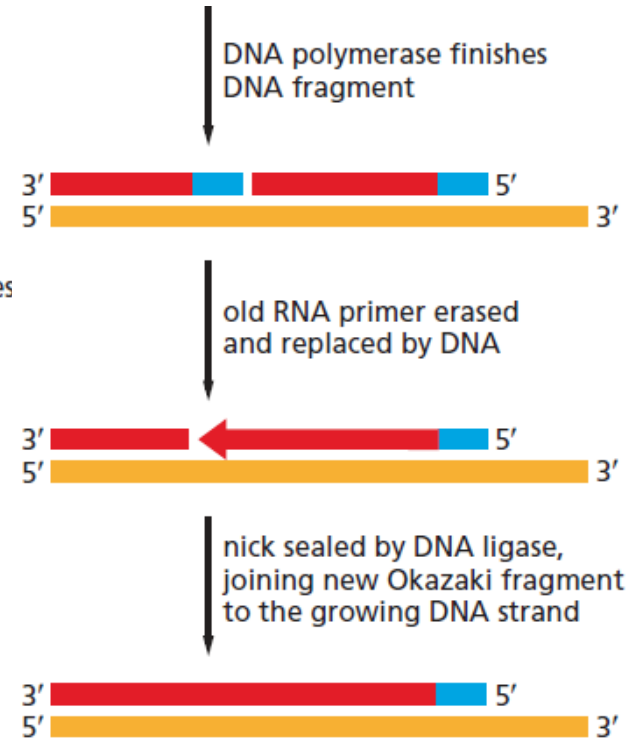 DNA polymerase finishes
DNA fragment
3′ 5′
5′ 3′
es
old RNA primer erased
and replaced by DNA
3′ 5′
5′ 3′
nick sealed by DNA ligase,
joining new Okazaki fragment
to the growing DNA strand
3′ 5′
5′ 3′